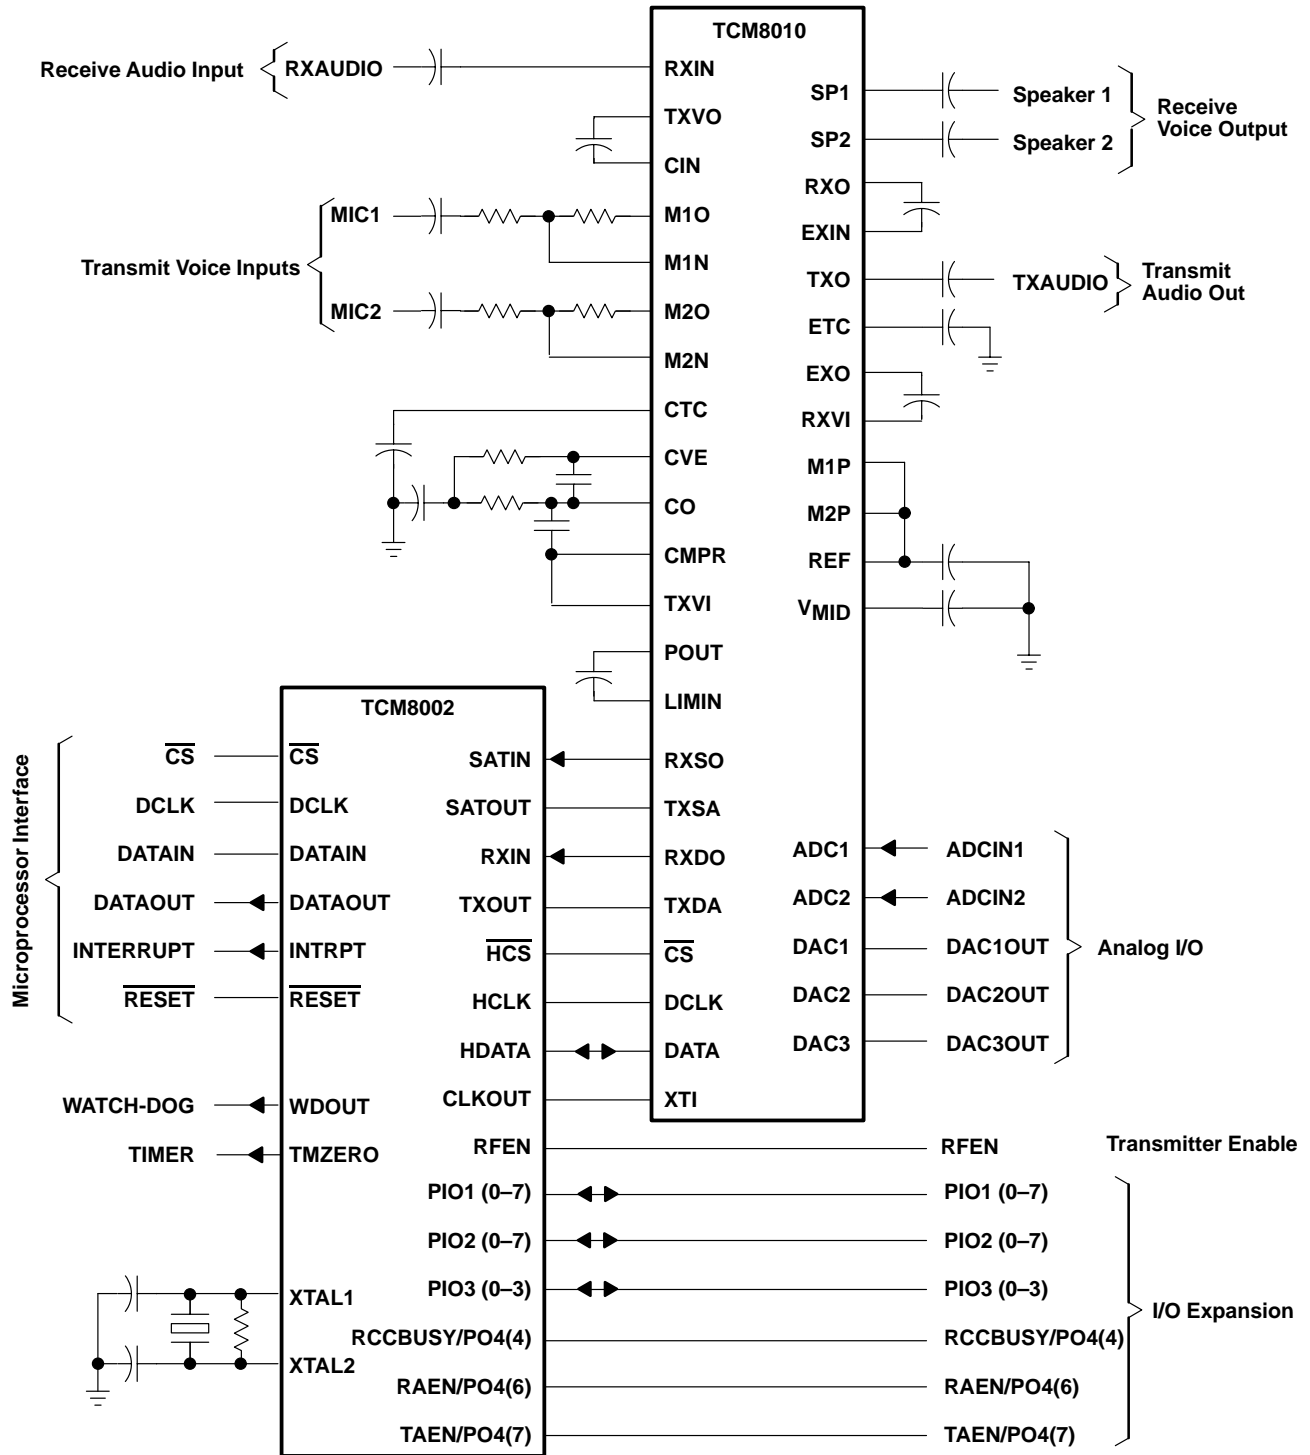 TCM8010
Receive Audio Input
RXAUDIO
RXIN
TXVO
CIN
MIC1
M1O
M1N
Transmit Voice Inputs
MIC2
M2O
M2N
CTC
CVE
CO
CMPR
TXVI
POUT
LIMIN
RXSO
TXSA
RXDO
TXDA
C̅S̅
DCLK
DATA
XTI
SP1
Speaker 1
SP2
Speaker 2
Receive
Voice Output
RXO
EXIN
TXO
TXAUDIO
Transmit
Audio Out
ETC
EXO
RXVI
M1P
M2P
REF
VMID
ADC1
ADCIN1
ADC2
ADCIN2
DAC1
DAC1OUT
DAC2
DAC2OUT
DAC3
DAC3OUT
Analog I/O
TCM8002
Microprocessor Interface
C̅S̅
C̅S̅
DCLK
DCLK
DATAIN
DATAIN
DATAOUT
DATAOUT
INTERRUPT
INTRPT
R̅E̅S̅E̅T̅
R̅E̅S̅E̅T̅
WATCH-DOG
WDOUT
TIMER
TMZERO
XTAL1
XTAL2
SATIN
SATOUT
RXIN
TXOUT
H̅C̅S̅
HCLK
HDATA
CLKOUT
RFEN
RFEN
Transmitter Enable
PIO1 (0–7)
PIO1 (0–7)
PIO2 (0–7)
PIO2 (0–7)
PIO3 (0–3)
PIO3 (0–3)
RCCBUSY/PO4(4)
RCCBUSY/PO4(4)
RAEN/PO4(6)
RAEN/PO4(6)
TAEN/PO4(7)
TAEN/PO4(7)
I/O Expansion